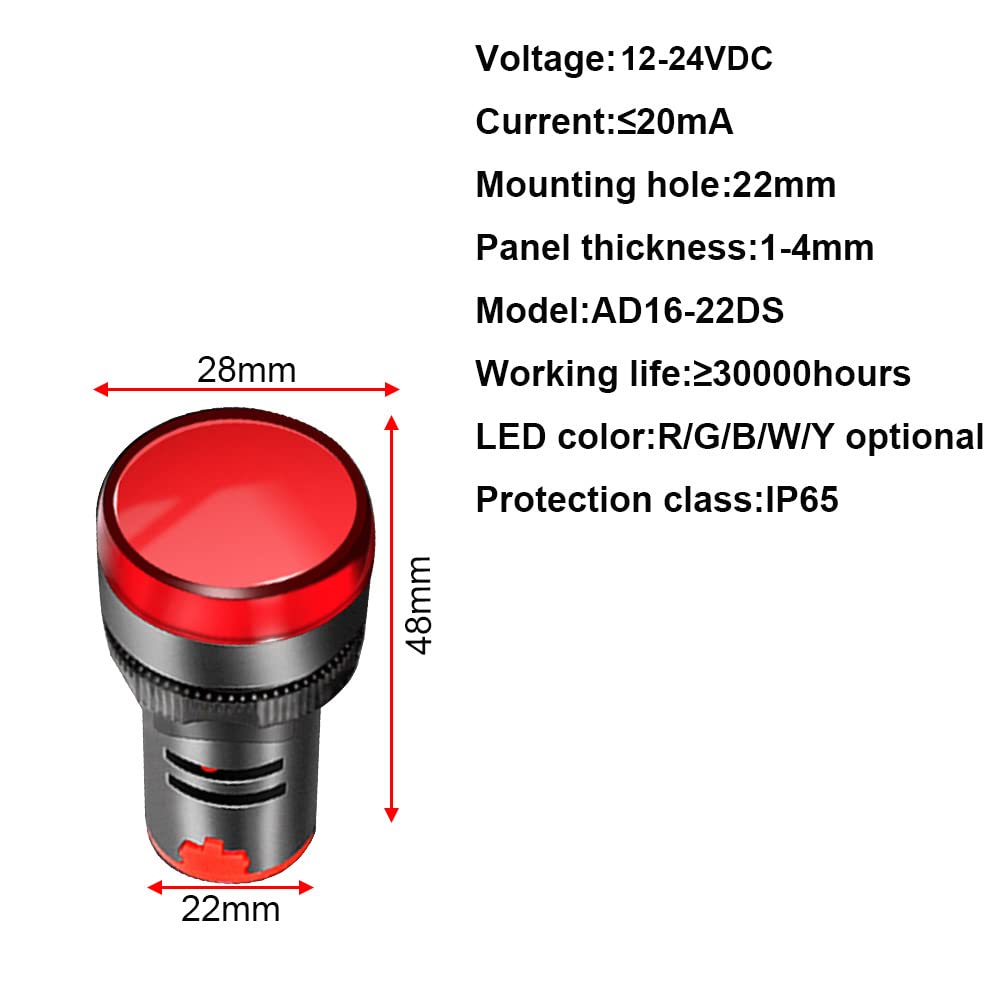 Voltage:12-24VDC
Current:≤20mA
Mounting hole:22mm
Panel thickness:1-4mm
Model:AD16-22DS
Working life:≥30000hours
LED color:R/G/B/W/Y optional
Protection class:IP65
28mm
48mm
22mm